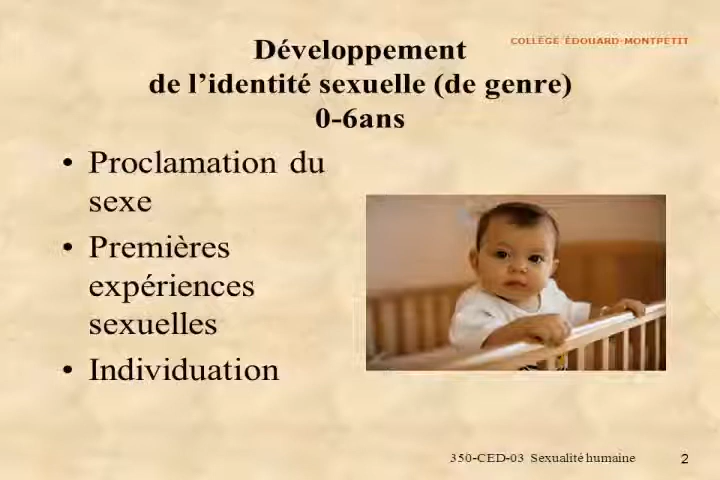 COLLÈGE ÉDOUARD-MONTPETIT
Développement
de l’identité sexuelle (de genre)
0-6ans
• Proclamation du
sexe
• Premières
expériences
sexuelles
• Individuation
350-CED-03 Sexualité humaine
2